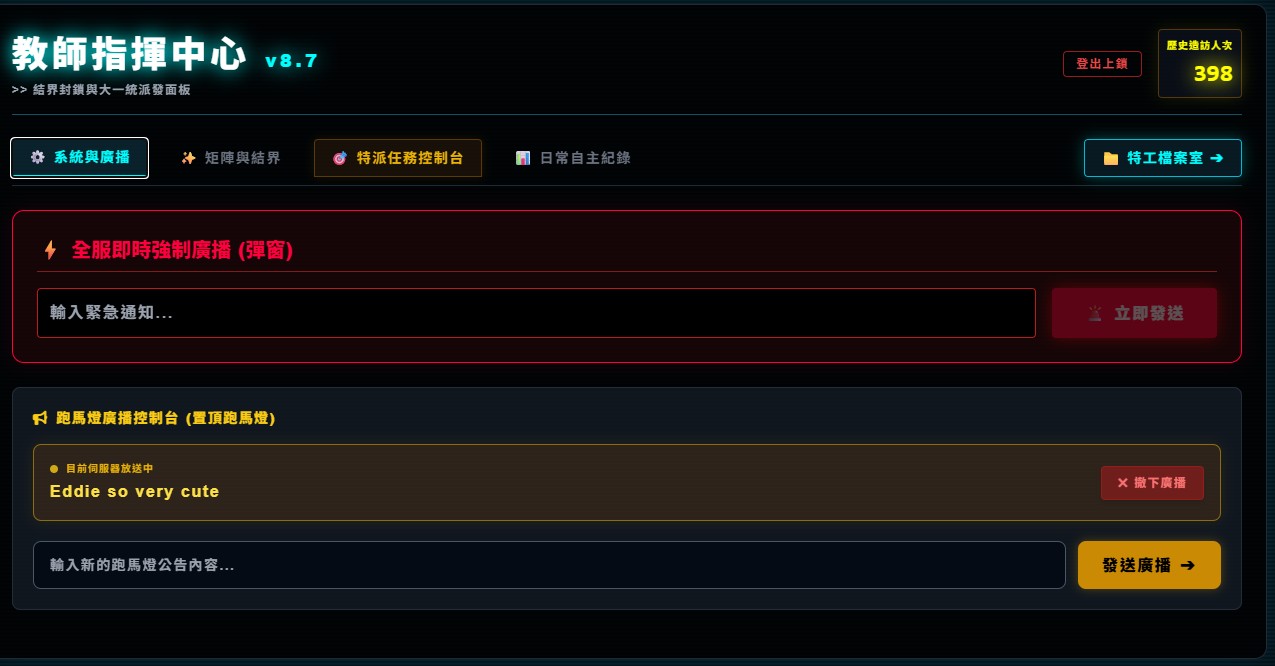 教師指揮中心 v8.7
>> 結界封鎖與大一統派發面板
登出上鎖
歷史造訪人次
398
系統與廣播
矩陣與結界
特派任務控制台
日常自主紀錄
特工檔案室 ➔
全服即時強制廣播 (彈窗)
輸入緊急通知...
立即發送
跑馬燈廣播控制台 (置頂跑馬燈)
目前伺服器放送中
Eddie so very cute
✕ 撤下廣播
輸入新的跑馬燈公告內容...
發送廣播 ➔